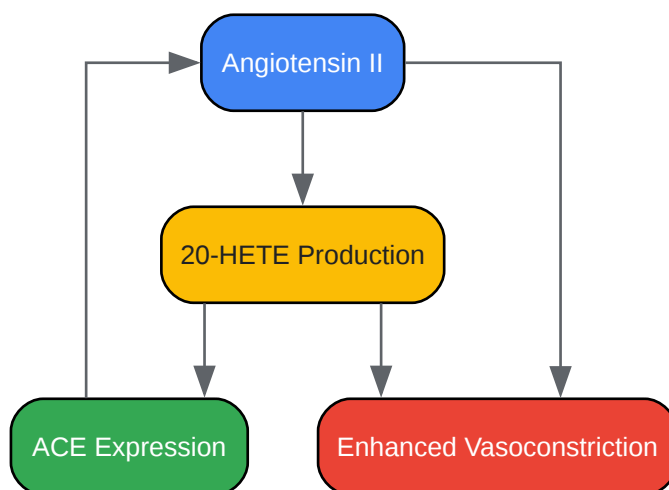 Angiotensin II
20-HETE Production
ACE Expression
Enhanced Vasoconstriction